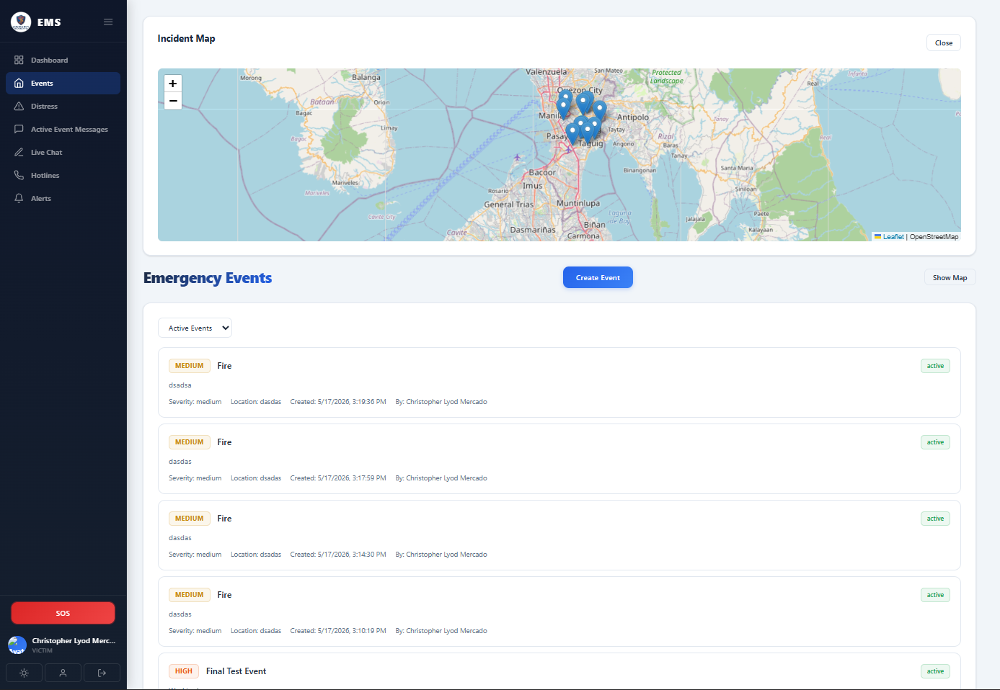 EMS
Dashboard
Events
Distress
Active Event Messages
Live Chat
Hotlines
Alerts
SOS
Christopher Lyod Merc...
VICTIM
Incident Map
Close
+
−
Valenzuela
San Mateo
Protected
Landscape
Infanta
Morong
Balanga
Real
Quezon City
Bataan
Orion
Bagac
Manila
Antipolo
Limay
Tanay
Taytay
Pasay
Rizal
Real
Bagac
Taguig
Angono
Baras
Tanay
Mariveles
Bacoor
Binangonan
Santa Maria
Imus
Mariveles
Rosario
Siniloan
General Trias
Muntinlupa
Cavite City
Laguna
de Bay
Paete
Jalajala
Biñan
Dasmariñas
Cavite
Carmona
Kalayaan
Leaflet | OpenStreetMap
Emergency Events
Create Event
Show Map
Active Events
MEDIUM Fire active
dsadsa
Severity: medium Location: dasdas Created: 5/17/2026, 3:19:36 PM By: Christopher Lyod Mercado
MEDIUM Fire active
dasdas
Severity: medium Location: dsadas Created: 5/17/2026, 3:17:59 PM By: Christopher Lyod Mercado
MEDIUM Fire active
dasdas
Severity: medium Location: dsadas Created: 5/17/2026, 3:14:30 PM By: Christopher Lyod Mercado
MEDIUM Fire active
dasdas
Severity: medium Location: dsadas Created: 5/17/2026, 3:10:19 PM By: Christopher Lyod Mercado
HIGH Final Test Event active